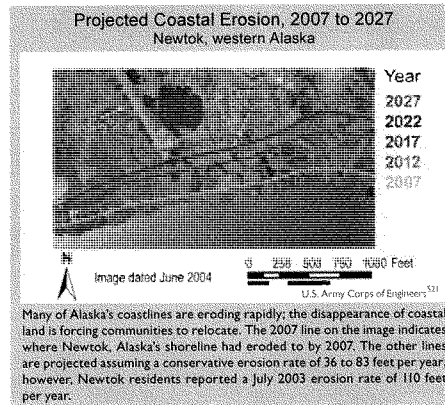 Projected Coastal Erosion, 2007 to 2027
Newtok, western Alaska
Year
2027
2022
2017
2012
2007
N
Image dated June 2004
0 250 500 750 1000 Feet
U.S. Army Corps of Engineers 521
Many of Alaska's coastlines are eroding rapidly; the disappearance of coastal
land is forcing communities to relocate. The 2007 line on the image indicates
where Newtok, Alaska's shoreline had eroded to by 2007. The other lines
are projected assuming a conservative erosion rate of 36 to 83 feet per year,
however, Newtok residents reported a July 2003 erosion rate of 110 feet
per year.